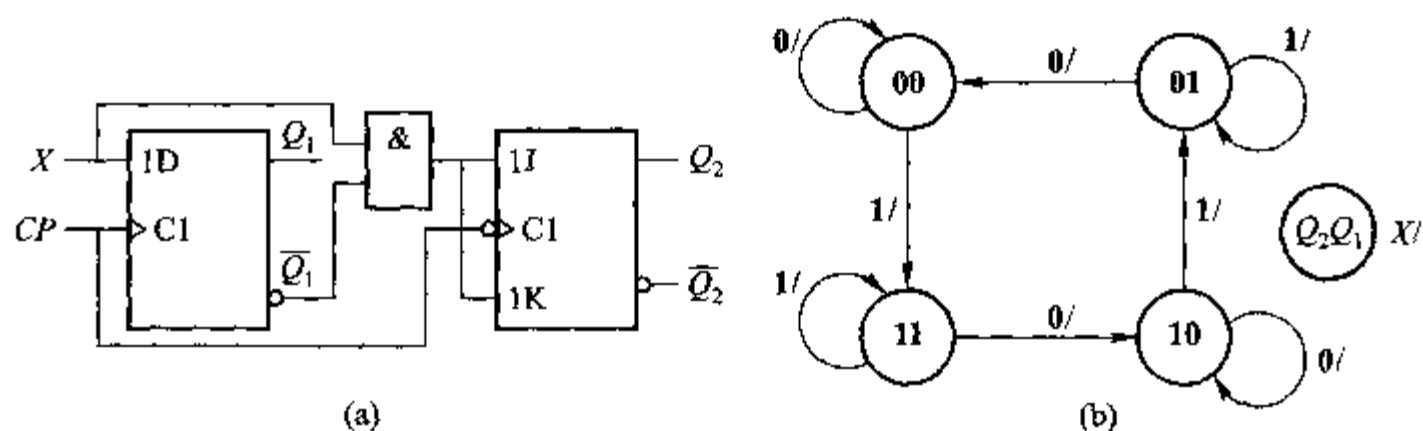 X
CP
1D
C1
Q₁
Q̅₁
&
1J
C1
1K
Q₂
Q̅₂
(a)
0/
00
0/
01
1/
1/
1/
Q₂Q₁ X/
1/
11
0/
10
0/
(b)